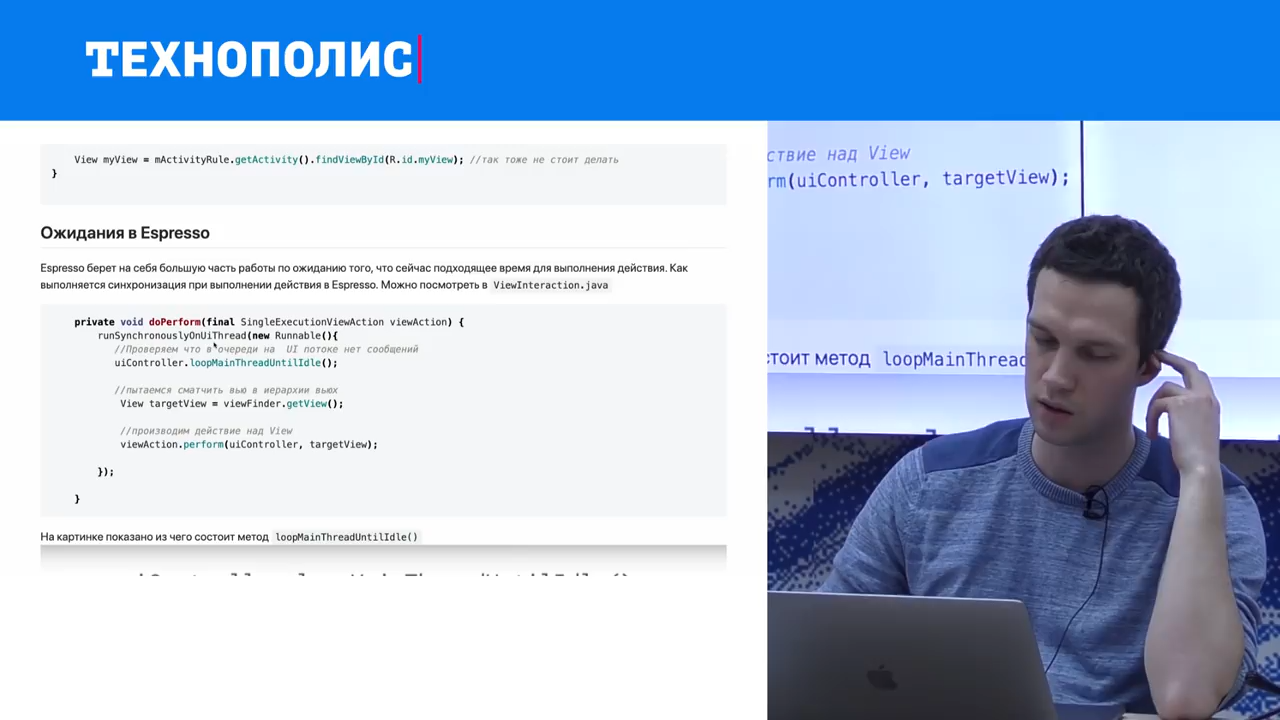 ТЕХНОПОЛИС
View myView = mActivityRule.getActivity().findViewById(R.id.myView); //так тоже не стоит делать
}
Ожидания в Espresso
Espresso берет на себя большую часть работы по ожиданию того, что сейчас подходящее время для выполнения действия. Как
выполняется синхронизация при выполнении действия в Espresso. Можно посмотреть в ViewInteraction.java
private void doPerform(final SingleExecutionViewAction viewAction) {
runSynchronouslyOnUiThread(new Runnable(){
//Проверяем что в очереди на UI потоке нет сообщений
uiController.loopMainThreadUntilIdle();
//пытаемся сматчить вью в иерархии вьюх
View targetView = viewFinder.getView();
//производим действие над View
viewAction.perform(uiController, targetView);
});
}
На картинке показано из чего состоит метод loopMainThreadUntilIdle()
ствие над View
rm(uiController, targetView);
стоит метод loopMainThread